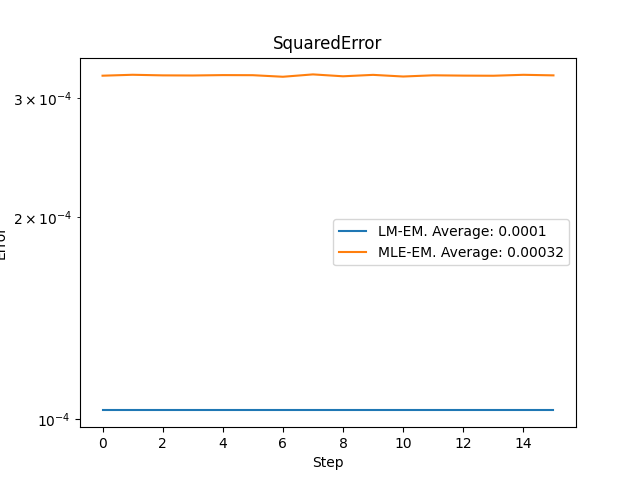 SquaredError
3 × 10⁻⁴
2 × 10⁻⁴
10⁻⁴
Error
LM-EM. Average: 0.0001
MLE-EM. Average: 0.00032
0 2 4 6 8 10 12 14
Step